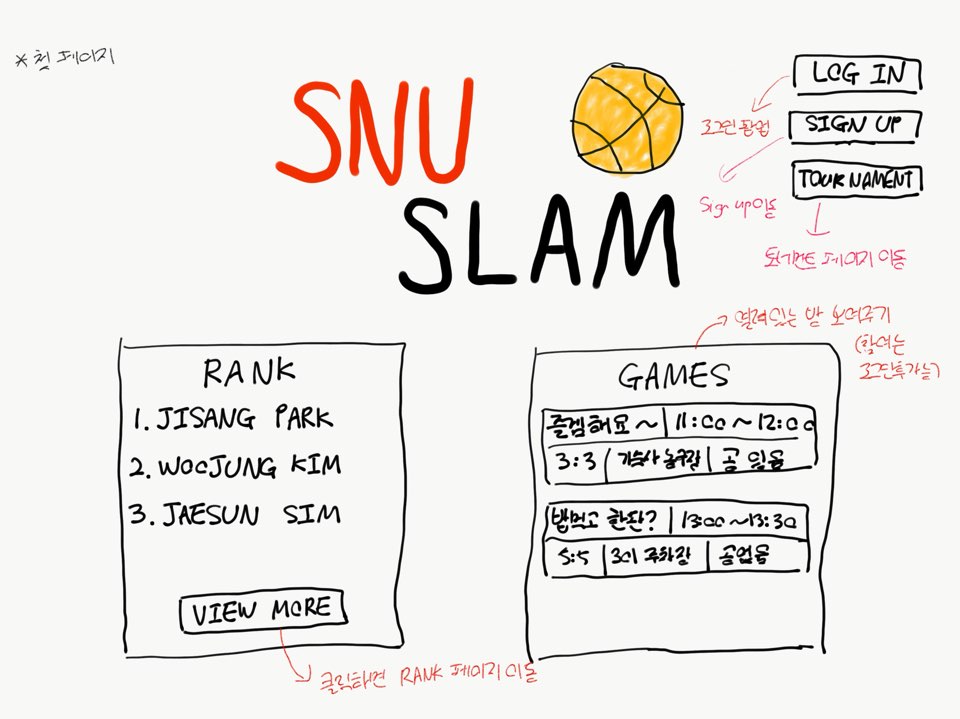 * 첫 페이지
SNU
SLAM
LOG IN
로그인 팝업
SIGN UP
Sign up 이동
TOURNAMENT
토너먼트 페이지 이동
열려있는 방 보여주기
(참여는
로그인후가능)
RANK
1. JISANG PARK
2. WOOJUNG KIM
3. JAESUN SIM
VIEW MORE
클릭하면 RANK 페이지 이동
GAMES
즐겜해요~ 11:00~12:00
3:3 기숙사 농구장 공 있음
밥먹고 한판? 13:00~13:30
5:5 301 주차장 공없음